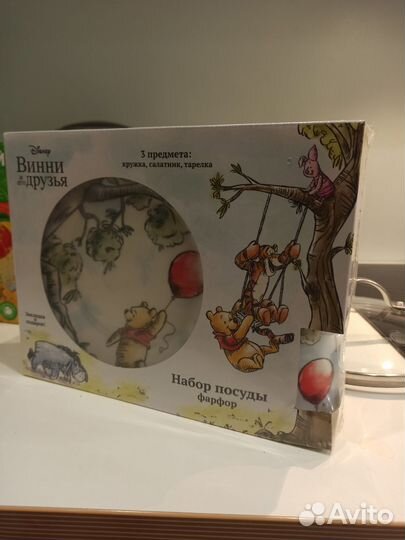 Disney
Винни
и его
друзья
3 предмета:
кружка, салатник, тарелка
Набор посуды
фарфор
Avito